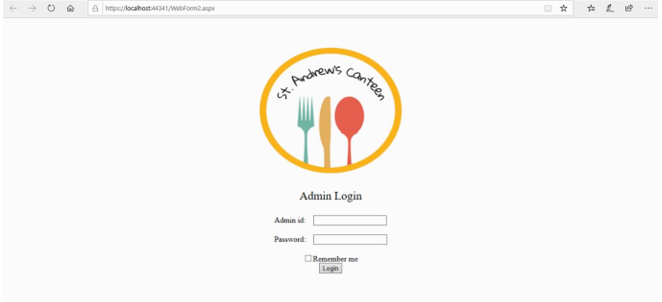 https://localhost:44341/WebForm2.aspx
St. Andrews Canteen
Admin Login
Admin id:
Password:
Remember me
Login